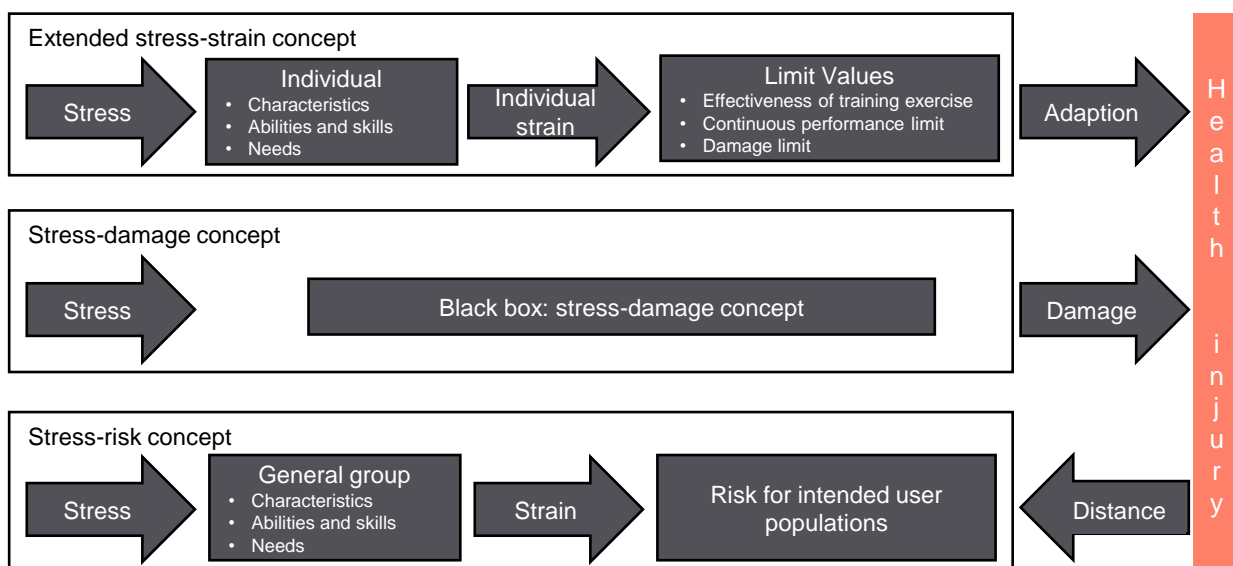 Extended stress-strain concept
Stress
Individual
• Characteristics
• Abilities and skills
• Needs
Individual
strain
Limit Values
• Effectiveness of training exercise
• Continuous performance limit
• Damage limit
Adaption
Stress-damage concept
Stress
Black box: stress-damage concept
Damage
Stress-risk concept
Stress
General group
• Characteristics
• Abilities and skills
• Needs
Strain
Risk for intended user
populations
Distance
Health injury